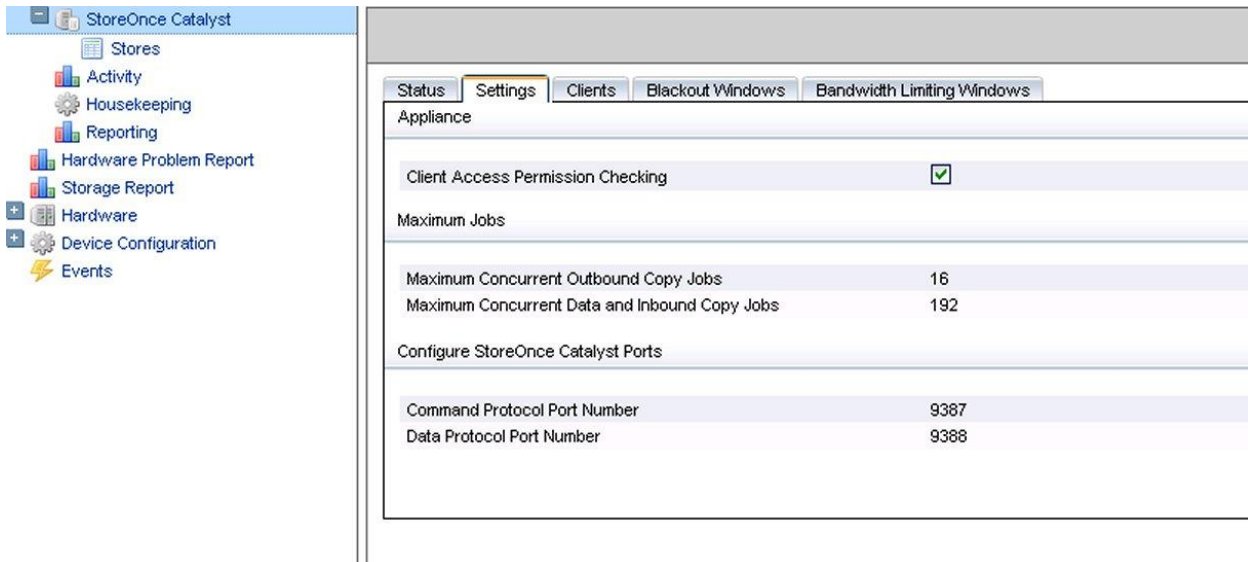 StoreOnce Catalyst
Stores
Activity
Housekeeping
Reporting
Hardware Problem Report
Storage Report
Hardware
Device Configuration
Events
Status Settings Clients Blackout Windows Bandwidth Limiting Windows
Appliance
Client Access Permission Checking
Maximum Jobs
Maximum Concurrent Outbound Copy Jobs 16
Maximum Concurrent Data and Inbound Copy Jobs 192
Configure StoreOnce Catalyst Ports
Command Protocol Port Number 9387
Data Protocol Port Number 9388